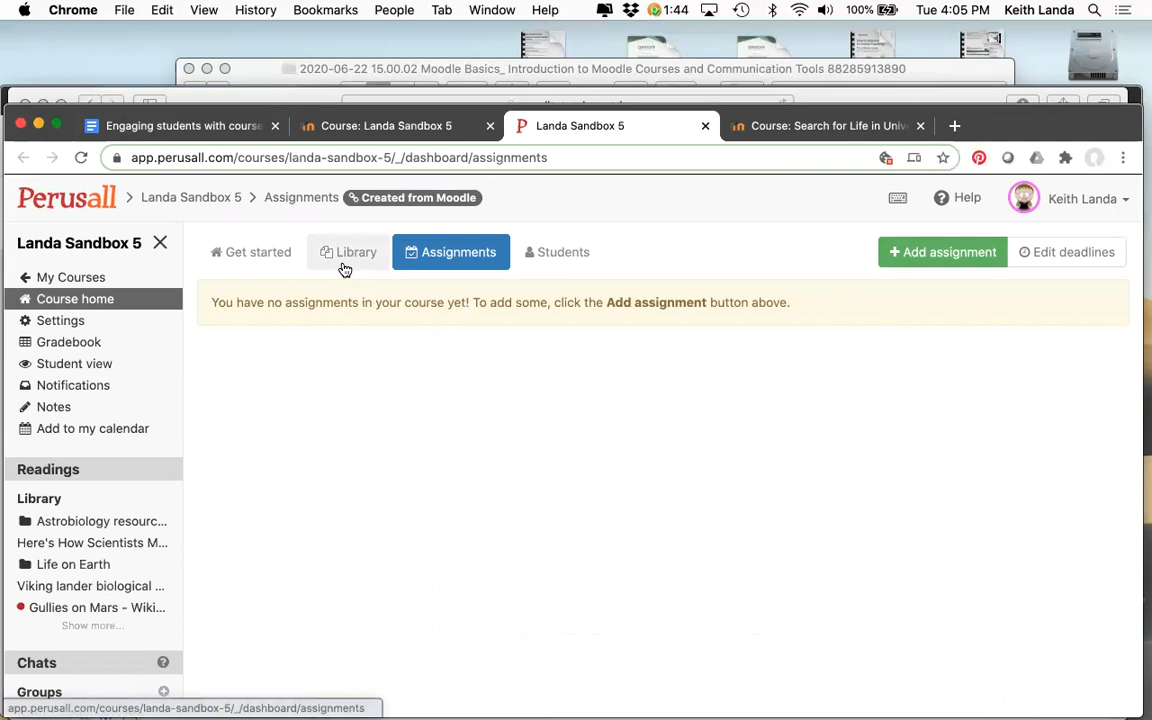 Chrome File Edit View History Bookmarks People Tab Window Help 1:44 100% Tue 4:05 PM Keith Landa
2020-06-22 15.00.02 Moodle Basics_ Introduction to Moodle Courses and Communication Tools 88285913890
Engaging students with course Course: Landa Sandbox 5 Landa Sandbox 5 Course: Search for Life in Univ
app.perusall.com/courses/landa-sandbox-5/_/dashboard/assignments
Perusall Landa Sandbox 5 Assignments Created from Moodle Help Keith Landa
Landa Sandbox 5
Get started Library Assignments Students Add assignment Edit deadlines
My Courses
Course home
You have no assignments in your course yet! To add some, click the Add assignment button above.
Settings
Gradebook
Student view
Notifications
Notes
Add to my calendar
Readings
Library
Astrobiology resourc...
Here's How Scientists M...
Life on Earth
Viking lander biological ...
Gullies on Mars - Wiki...
Show more...
Chats
Groups
app.perusall.com/courses/landa-sandbox-5/_/dashboard/assignments